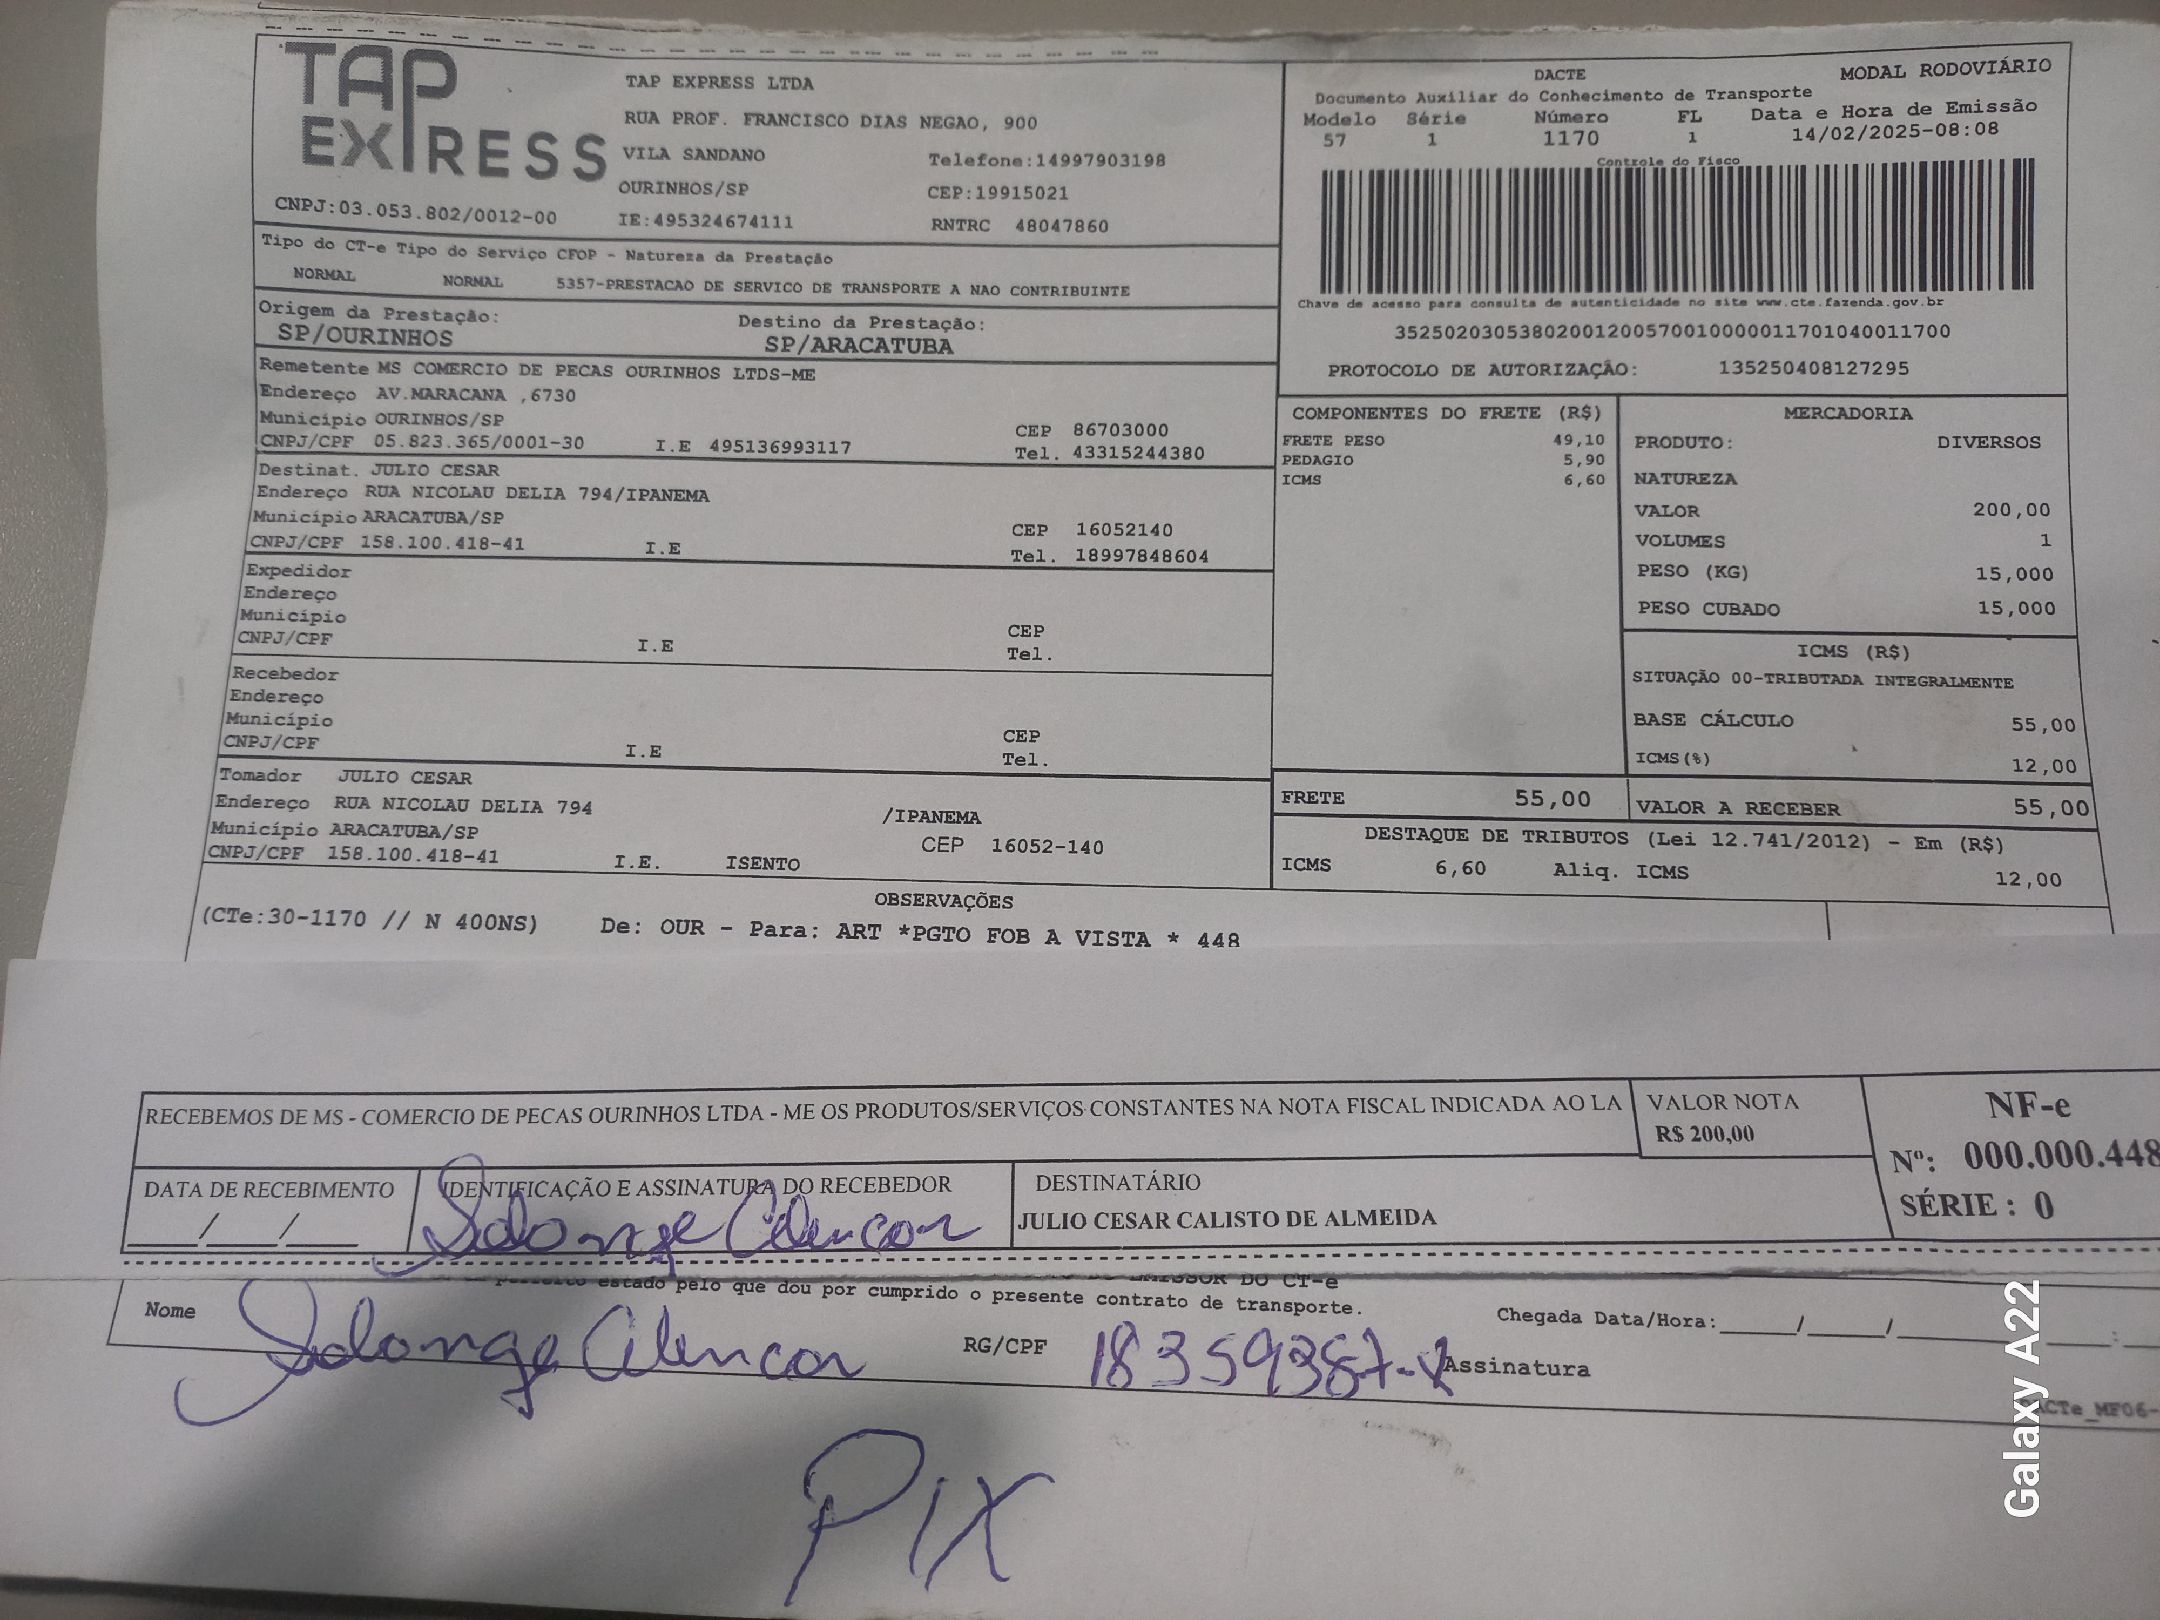 TAP EXPRESS
TAP EXPRESS LTDA
RUA PROF. FRANCISCO DIAS NEGAO, 900
VILA SANDANO Telefone:14997903198
OURINHOS/SP CEP:19915021
CNPJ:03.053.802/0012-00 IE:495324674111 RNTRC 48047860
DACTE MODAL RODOVIÁRIO
Documento Auxiliar do Conhecimento de Transporte
Modelo Série Número FL Data e Hora de Emissão
57 1 1170 1 14/02/2025-08:08
Controle do Fisco
Chave de acesso para consulta de autenticidade no site www.cte.fazenda.gov.br
35250203053802001200570010000011701040011700
PROTOCOLO DE AUTORIZAÇÃO: 135250408127295
Tipo do CT-e Tipo do Serviço CFOP - Natureza da Prestação
NORMAL NORMAL 5357-PRESTACAO DE SERVICO DE TRANSPORTE A NAO CONTRIBUINTE
Origem da Prestação: Destino da Prestação:
SP/OURINHOS SP/ARACATUBA
Remetente MS COMERCIO DE PECAS OURINHOS LTDS-ME
Endereço AV.MARACANA ,6730
Município OURINHOS/SP CEP 86703000
CNPJ/CPF 05.823.365/0001-30 I.E 495136993117 Tel. 43315244380
Destinat. JULIO CESAR
Endereço RUA NICOLAU DELIA 794/IPANEMA
Município ARACATUBA/SP CEP 16052140
CNPJ/CPF 158.100.418-41 I.E Tel. 18997848604
Expedidor
Endereço
Município CEP
CNPJ/CPF I.E Tel.
Recebedor
Endereço
Município CEP
CNPJ/CPF I.E Tel.
Tomador JULIO CESAR
Endereço RUA NICOLAU DELIA 794 /IPANEMA
Município ARACATUBA/SP CEP 16052-140
CNPJ/CPF 158.100.418-41 I.E. ISENTO
COMPONENTES DO FRETE (R$)
FRETE PESO 49,10
PEDAGIO 5,90
ICMS 6,60
MERCADORIA
PRODUTO: DIVERSOS
NATUREZA
VALOR 200,00
VOLUMES 1
PESO (KG) 15,000
PESO CUBADO 15,000
ICMS (R$)
SITUAÇÃO 00-TRIBUTADA INTEGRALMENTE
BASE CÁLCULO 55,00
ICMS(%) 12,00
FRETE 55,00 VALOR A RECEBER 55,00
DESTAQUE DE TRIBUTOS (Lei 12.741/2012) - Em (R$)
ICMS 6,60 Aliq. ICMS 12,00
OBSERVAÇÕES
(CTe:30-1170 // N 400NS) De: OUR - Para: ART *PGTO FOB A VISTA * 448
RECEBEMOS DE MS - COMERCIO DE PECAS OURINHOS LTDA - ME OS PRODUTOS/SERVIÇOS CONSTANTES NA NOTA FISCAL INDICADA AO LA
VALOR NOTA
R$ 200,00
NF-e
Nº: 000.000.448
SÉRIE : 0
DATA DE RECEBIMENTO
___/___/___
IDENTIFICAÇÃO E ASSINATURA DO RECEBEDOR
Solonge Alencar
DESTINATÁRIO
JULIO CESAR CALISTO DE ALMEIDA
EMISSOR DO CT-e
perfeito estado pelo que dou por cumprido o presente contrato de transporte.
Nome Solonge Alencar RG/CPF 18359387-X Chegada Data/Hora:____/____/____ ____:
Assinatura
DACTe_MF06-
PIX
Galaxy A22